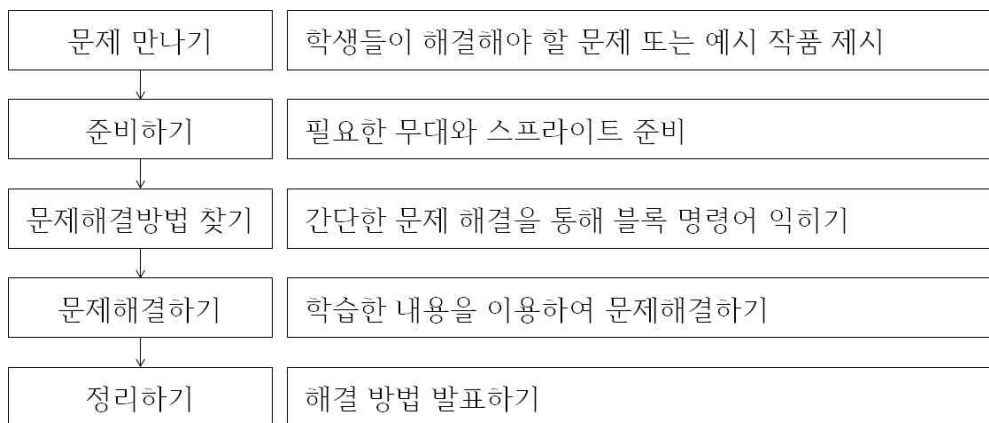 문제 만나기
학생들이 해결해야 할 문제 또는 예시 작품 제시
준비하기
필요한 무대와 스프라이트 준비
문제해결방법 찾기
간단한 문제 해결을 통해 블록 명령어 익히기
문제해결하기
학습한 내용을 이용하여 문제해결하기
정리하기
해결 방법 발표하기